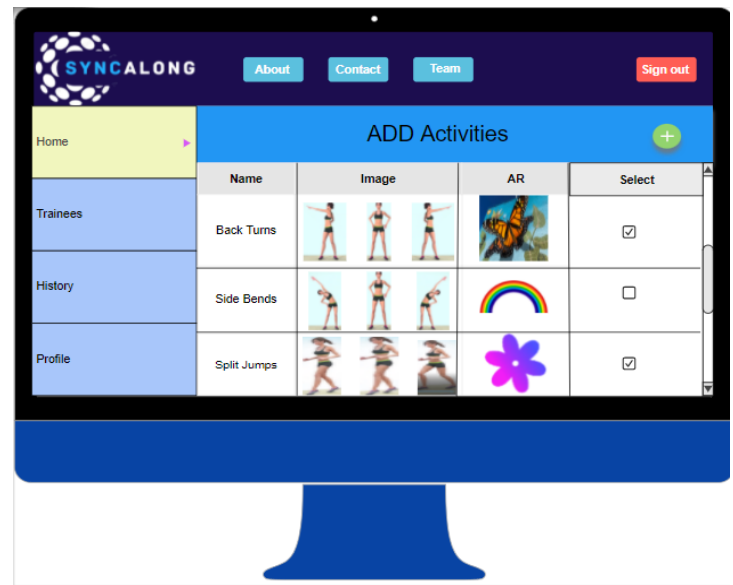 SYNCALONG
About Contact Team Sign out
Home
ADD Activities
Name Image AR Select
Trainees
Back Turns
History
Side Bends
Profile
Split Jumps